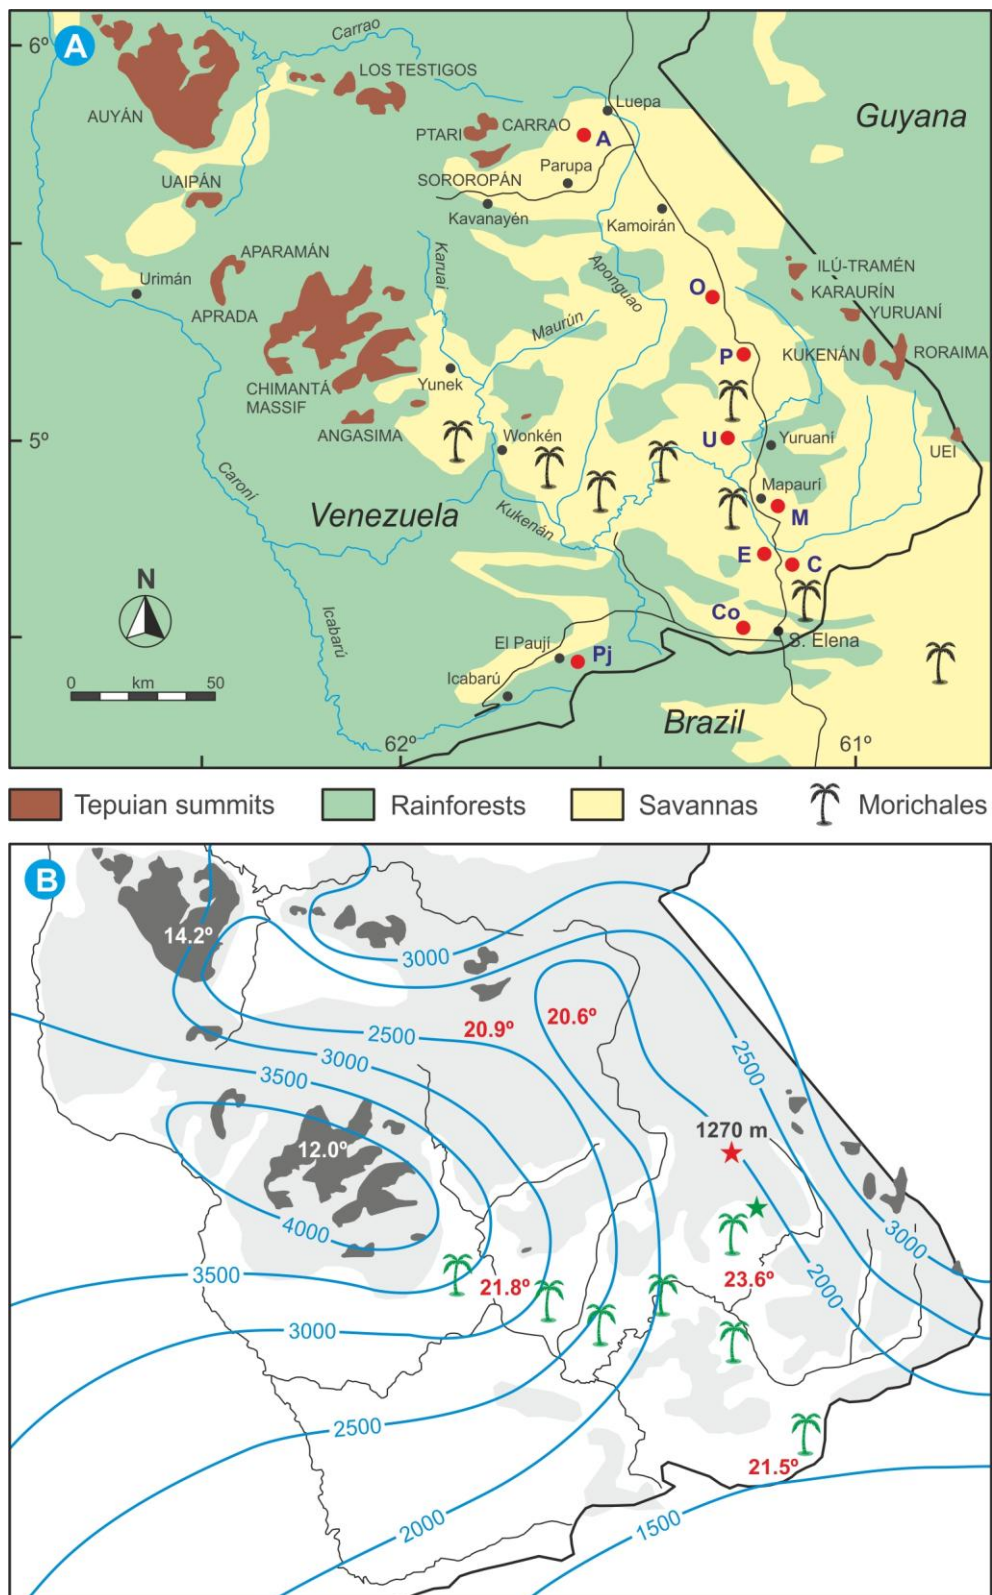 6º
A
Carrao
LOS TESTIGOS
AUYÁN
Luepa
Guyana
CARRAO
PTARI
A
Parupa
UAIPÁN
SOROROPÁN
Kavanayén
Kamoirán
APARAMÁN
Karuai
Aponguao
ILÚ-TRAMÉN
Urimán
O
KARAURÍN
APRADA
YURUANÍ
Maurún
P
KUKENÁN
RORAIMA
CHIMANTÁ
MASSIF
Yunek
ANGASIMA
5º
Wonkén
U
Yuruaní
UEI
Caroní
Mapaurí
Venezuela
Kukenán
M
E
C
N
Icabarú
Co
El Paují
S. Elena
Pj
0 km 50
Icabarú
Brazil
62º
61º
Tepuian summits
Rainforests
Savannas
Morichales
B
14.2º
3000
2500
20.9º
20.6º
2500
3000
3500
1270 m
12.0º
4000
3000
3500
21.8º
23.6º
2000
3000
2500
21.5º
2000
1500